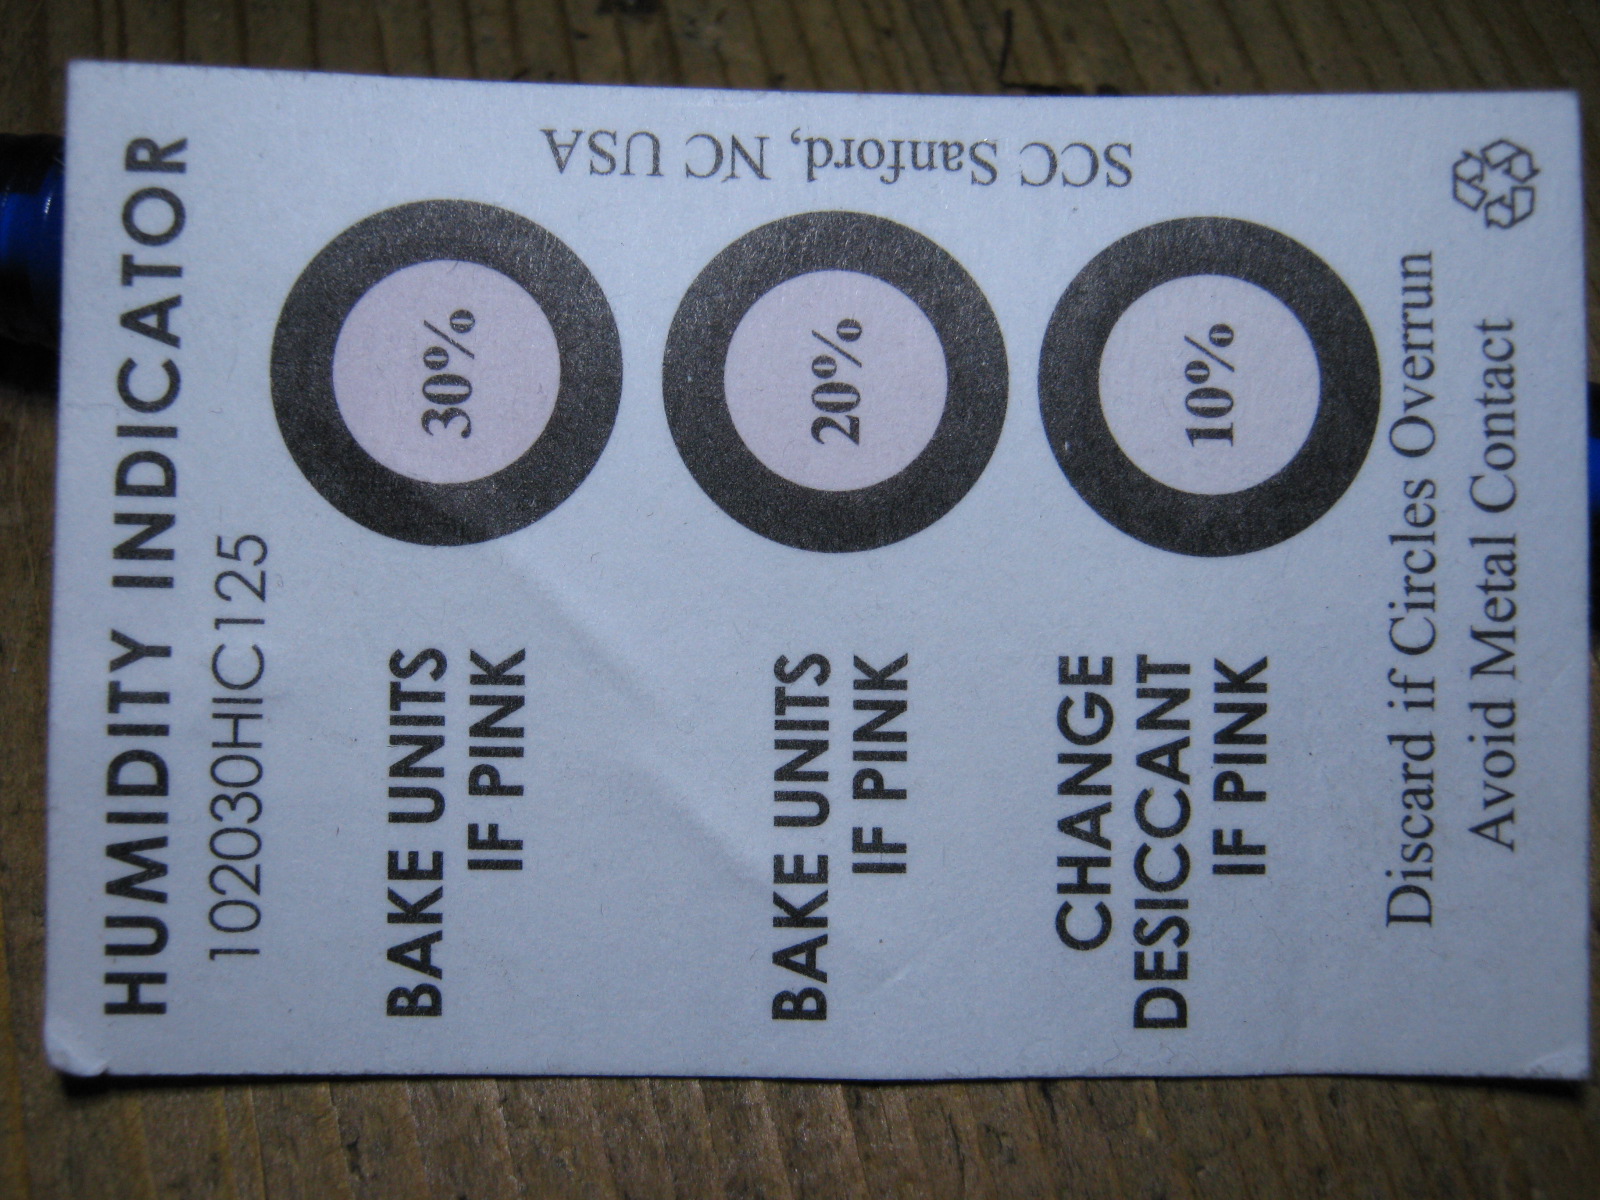 HUMIDITY INDICATOR
102030HIC125
BAKE UNITS
IF PINK
30%
BAKE UNITS
IF PINK
20%
CHANGE
DESICCANT
IF PINK
10%
Discard if Circles Overrun
Avoid Metal Contact
SCC Sanford, NC USA